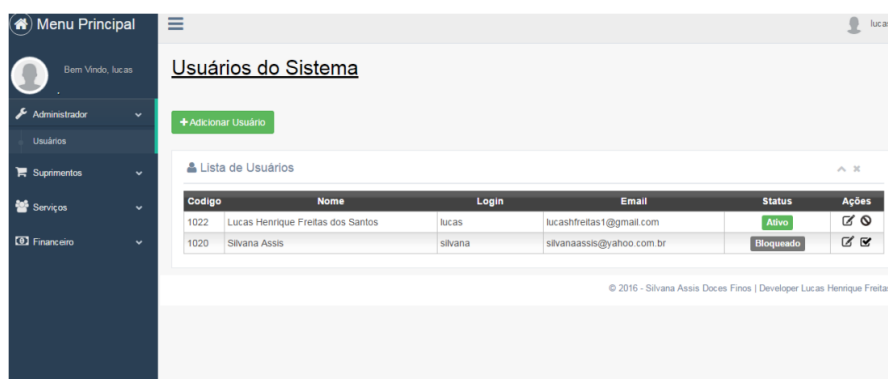 Menu Principal
lucas
Bem Vindo, lucas
Usuários do Sistema
Administrador
Usuários
Suprimentos
Serviços
Financeiro
+ Adicionar Usuário
Lista de Usuários
Codigo Nome Login Email Status Ações
1022 Lucas Henrique Freitas dos Santos lucas lucashfreitas1@gmail.com Ativo
1020 Silvana Assis silvana silvanaassis@yahoo.com.br Bloqueado
© 2016 - Silvana Assis Doces Finos | Developer Lucas Henrique Freitas